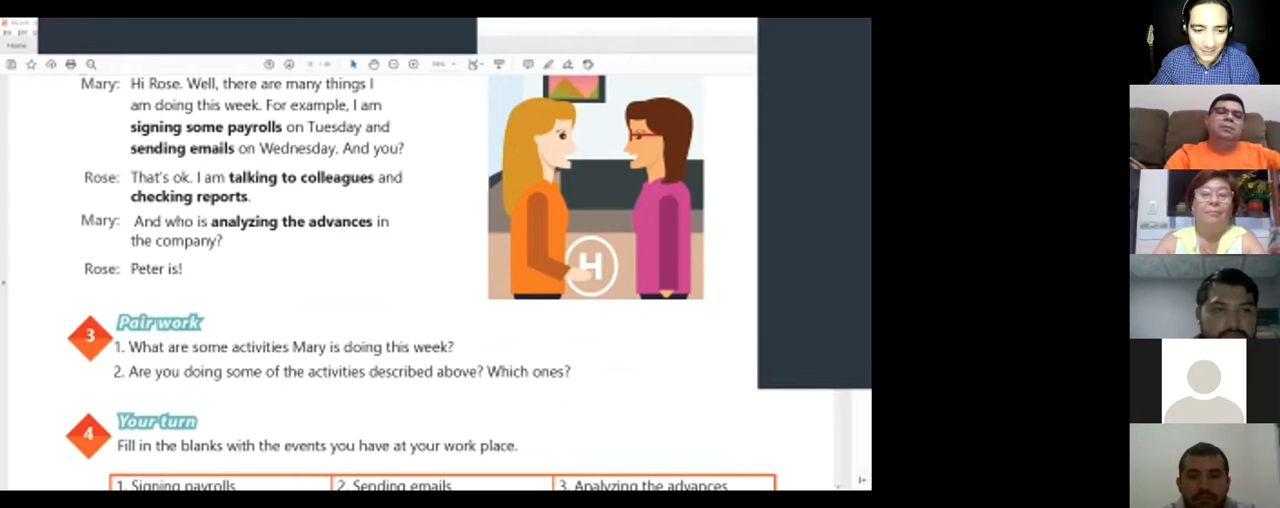 Home
Mary: Hi Rose. Well, there are many things I
am doing this week. For example, I am
signing some payrolls on Tuesday and
sending emails on Wednesday. And you?
Rose: That's ok. I am talking to colleagues and
checking reports.
Mary: And who is analyzing the advances in
the company?
Rose: Peter is!
H
3 Pair work
1. What are some activities Mary is doing this week?
2. Are you doing some of the activities described above? Which ones?
4 Your turn
Fill in the blanks with the events you have at your work place.
1. Signing payrolls 2. Sending emails 3. Analyzing the advances